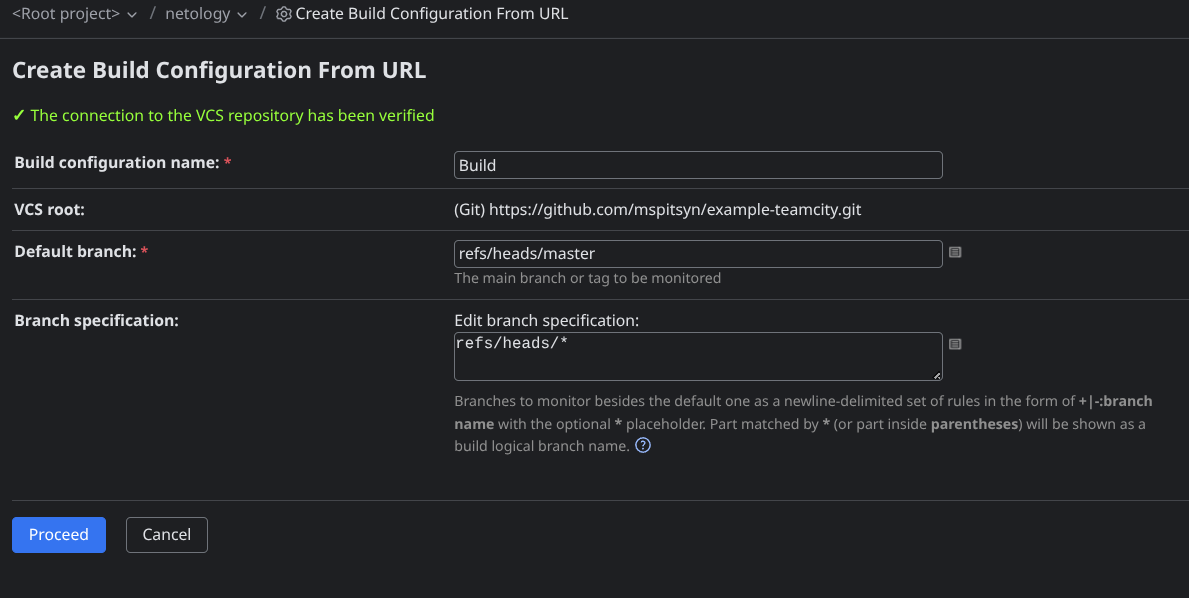 <Root project> / netology / Create Build Configuration From URL
Create Build Configuration From URL
✓ The connection to the VCS repository has been verified
Build configuration name: * Build
VCS root: (Git) https://github.com/mspitsyn/example-teamcity.git
Default branch: * refs/heads/master
The main branch or tag to be monitored
Branch specification: Edit branch specification:
refs/heads/*
Branches to monitor besides the default one as a newline-delimited set of rules in the form of +|-:branch
name with the optional * placeholder. Part matched by * (or part inside parentheses) will be shown as a
build logical branch name. ?
Proceed Cancel